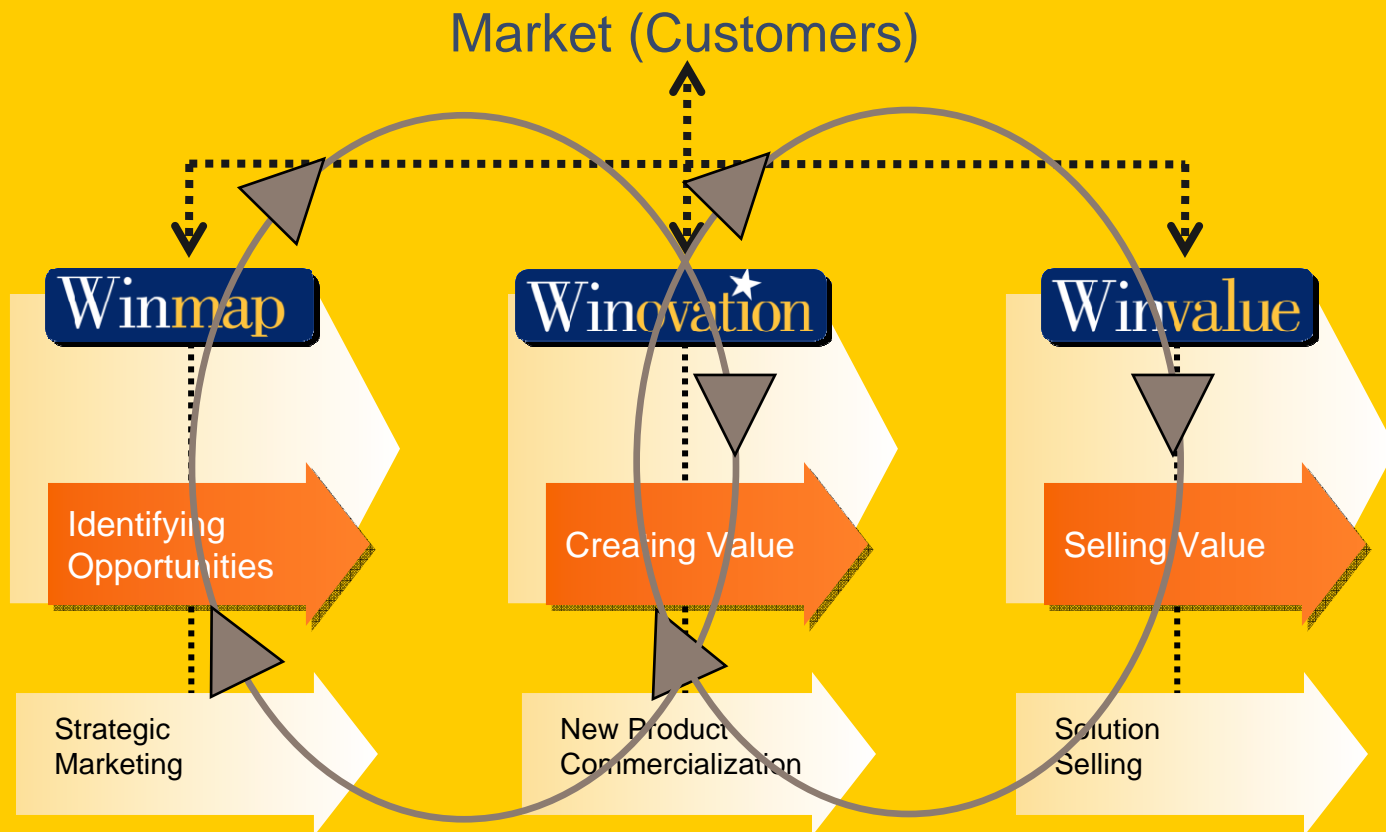 Market (Customers)
Winmap
Winovation
Winvalue
Identifying
Opportunities
Creating Value
Selling Value
Strategic
Marketing
New Product
Commercialization
Solution
Selling